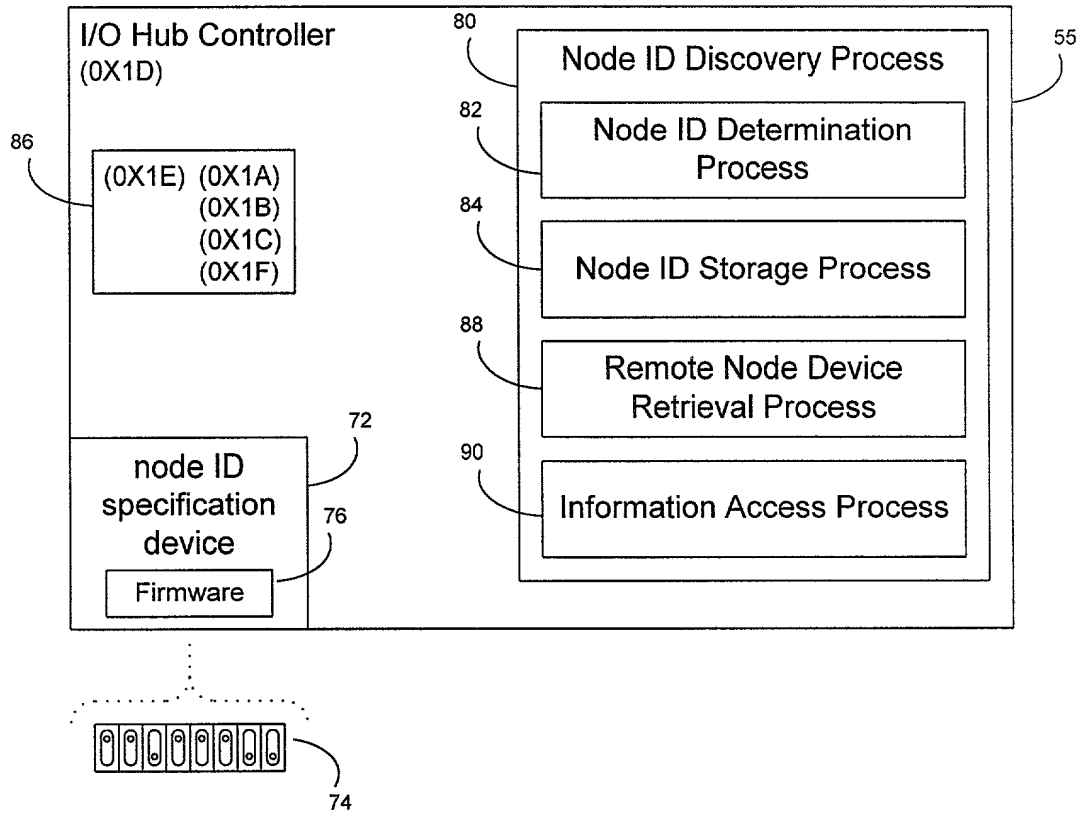 I/O Hub Controller
(0X1D)
80
Node ID Discovery Process
55
82
Node ID Determination
Process
86
(0X1E) (0X1A)
(0X1B)
(0X1C)
(0X1F)
84
Node ID Storage Process
88
Remote Node Device
Retrieval Process
72
node ID
specification
device
76
Firmware
90
Information Access Process
74